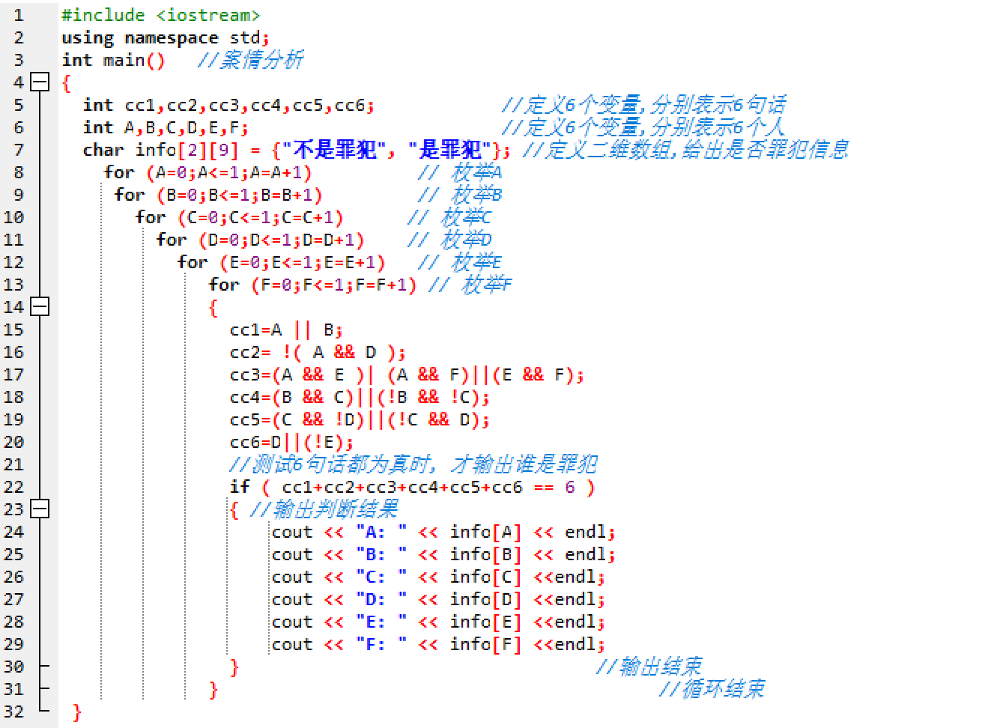 1 #include <iostream>
2 using namespace std;
3 int main() //案情分析
4 {
5 int cc1,cc2,cc3,cc4,cc5,cc6; //定义6个变量,分别表示6句话
6 int A,B,C,D,E,F; //定义6个变量,分别表示6个人
7 char info[2][9] = {"不是罪犯", "是罪犯"}; //定义二维数组,给出是否罪犯信息
8 for (A=0;A<=1;A=A+1) // 枚举A
9 for (B=0;B<=1;B=B+1) // 枚举B
10 for (C=0;C<=1;C=C+1) // 枚举C
11 for (D=0;D<=1;D=D+1) // 枚举D
12 for (E=0;E<=1;E=E+1) // 枚举E
13 for (F=0;F<=1;F=F+1) // 枚举F
14 {
15 cc1=A || B;
16 cc2= !( A && D );
17 cc3=(A && E )| (A && F)||(E && F);
18 cc4=(B && C)||(!B && !C);
19 cc5=(C && !D)||(!C && D);
20 cc6=D||(!E);
21 //测试6句话都为真时, 才输出谁是罪犯
22 if ( cc1+cc2+cc3+cc4+cc5+cc6 == 6 )
23 { //输出判断结果
24 cout << "A: " << info[A] << endl;
25 cout << "B: " << info[B] << endl;
26 cout << "C: " << info[C] <<endl;
27 cout << "D: " << info[D] <<endl;
28 cout << "E: " << info[E] <<endl;
29 cout << "F: " << info[F] <<endl;
30 } //输出结束
31 } //循环结束
32 }